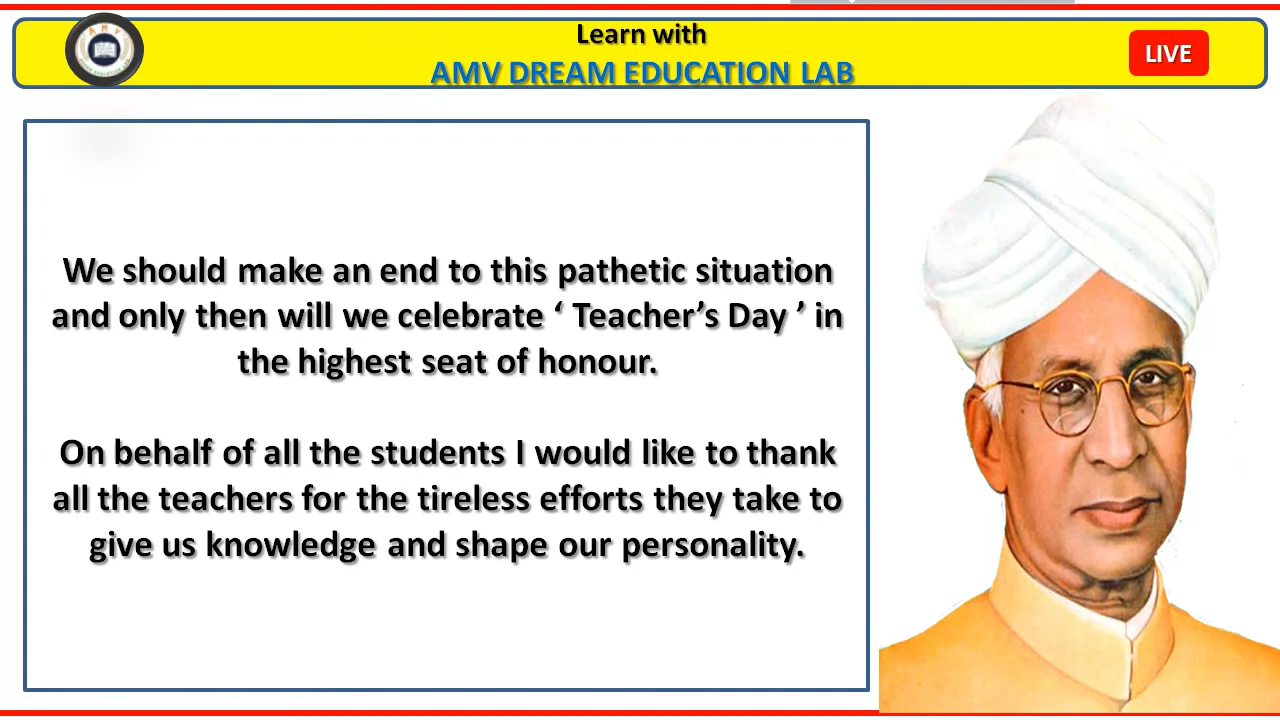 Learn with
AMV DREAM EDUCATION LAB
LIVE
We should make an end to this pathetic situation
and only then will we celebrate ‘ Teacher’s Day ’ in
the highest seat of honour.
On behalf of all the students I would like to thank
all the teachers for the tireless efforts they take to
give us knowledge and shape our personality.